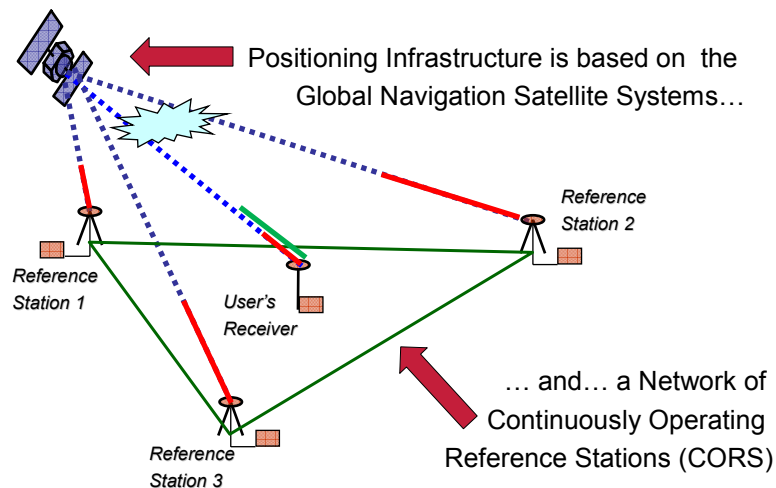 Positioning Infrastructure is based on the
Global Navigation Satellite Systems…
Reference
Station 2
Reference
Station 1
User's
Receiver
… and… a Network of
Continuously Operating
Reference Stations (CORS)
Reference
Station 3